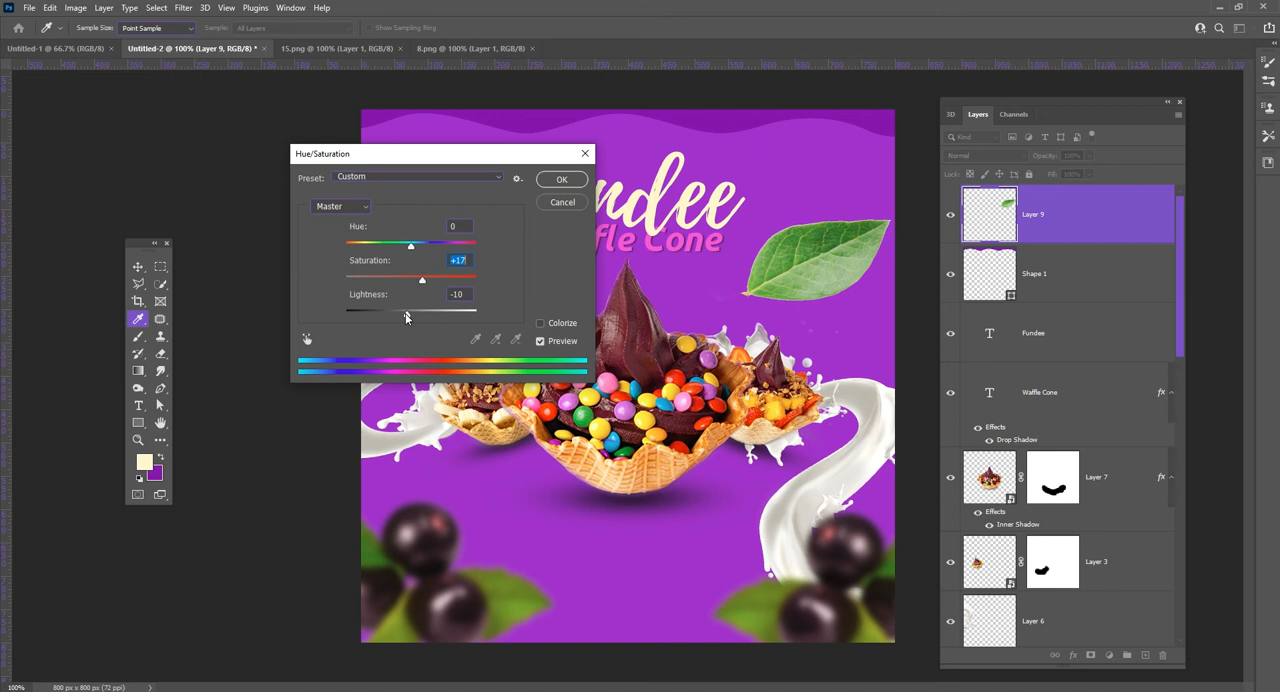 Ps File Edit Image Layer Type Select Filter 3D View Plugins Window Help
Sample Size: Point Sample Sample: All Layers Show Sampling Ring
Untitled-1 @ 66.7% (RGB/8) × Untitled-2 @ 100% (Layer 9, RGB/8) * × 15.png @ 100% (Layer 1, RGB/8) × 8.png @ 100% (Layer 1, RGB/8) ×
Hue/Saturation
Preset: Custom
OK
Cancel
Master
Hue: 0
Saturation: +17
Lightness: -10
Colorize
Preview
ndee
fle Cone
3D Layers Channels
Kind
Normal Opacity: 100%
Lock: Fill: 100%
Layer 9
Shape 1
T Fundee
T Waffle Cone fx
Effects
Drop Shadow
Layer 7 fx
Effects
Inner Shadow
Layer 3
Layer 6
100% 800 px x 800 px (72 ppi)